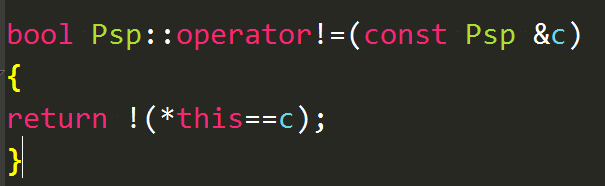 bool Psp::operator!=(const Psp &c)
{
return !(*this==c);
}